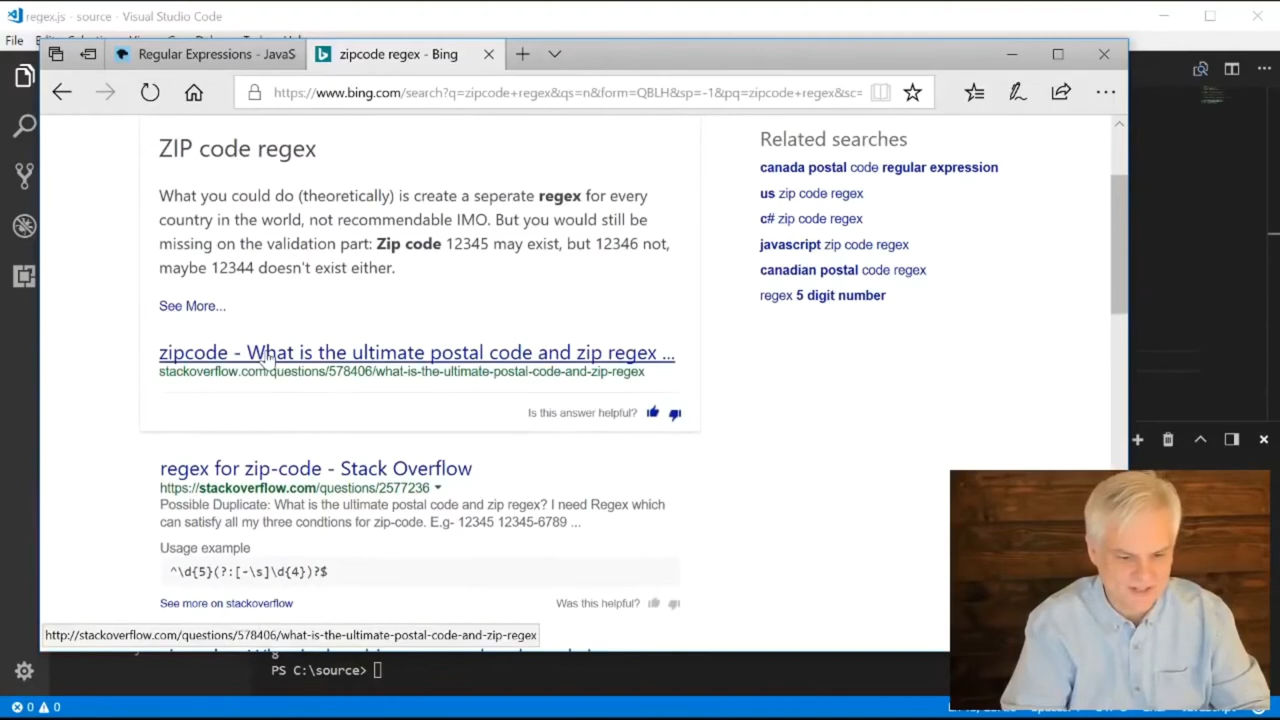 regex.js - source - Visual Studio Code
File
Regular Expressions - JavaS
zipcode regex - Bing
https://www.bing.com/search?q=zipcode+regex&qs=n&form=QBLH&sp=-1&pq=zipcode+regex&sc=
ZIP code regex
What you could do (theoretically) is create a seperate regex for every
country in the world, not recommendable IMO. But you would still be
missing on the validation part: Zip code 12345 may exist, but 12346 not,
maybe 12344 doesn't exist either.
See More...
zipcode - What is the ultimate postal code and zip regex ...
stackoverflow.com/questions/578406/what-is-the-ultimate-postal-code-and-zip-regex
Is this answer helpful?
regex for zip-code - Stack Overflow
https://stackoverflow.com/questions/2577236
Possible Duplicate: What is the ultimate postal code and zip regex? I need Regex which
can satisfy all my three condtions for zip-code. E.g- 12345 12345-6789 ...
Usage example
^\d{5}(?:[-\s]\d{4})?$
See more on stackoverflow
Was this helpful?
Related searches
canada postal code regular expression
us zip code regex
c# zip code regex
javascript zip code regex
canadian postal code regex
regex 5 digit number
http://stackoverflow.com/questions/578406/what-is-the-ultimate-postal-code-and-zip-regex
PS C:\source>
0 0